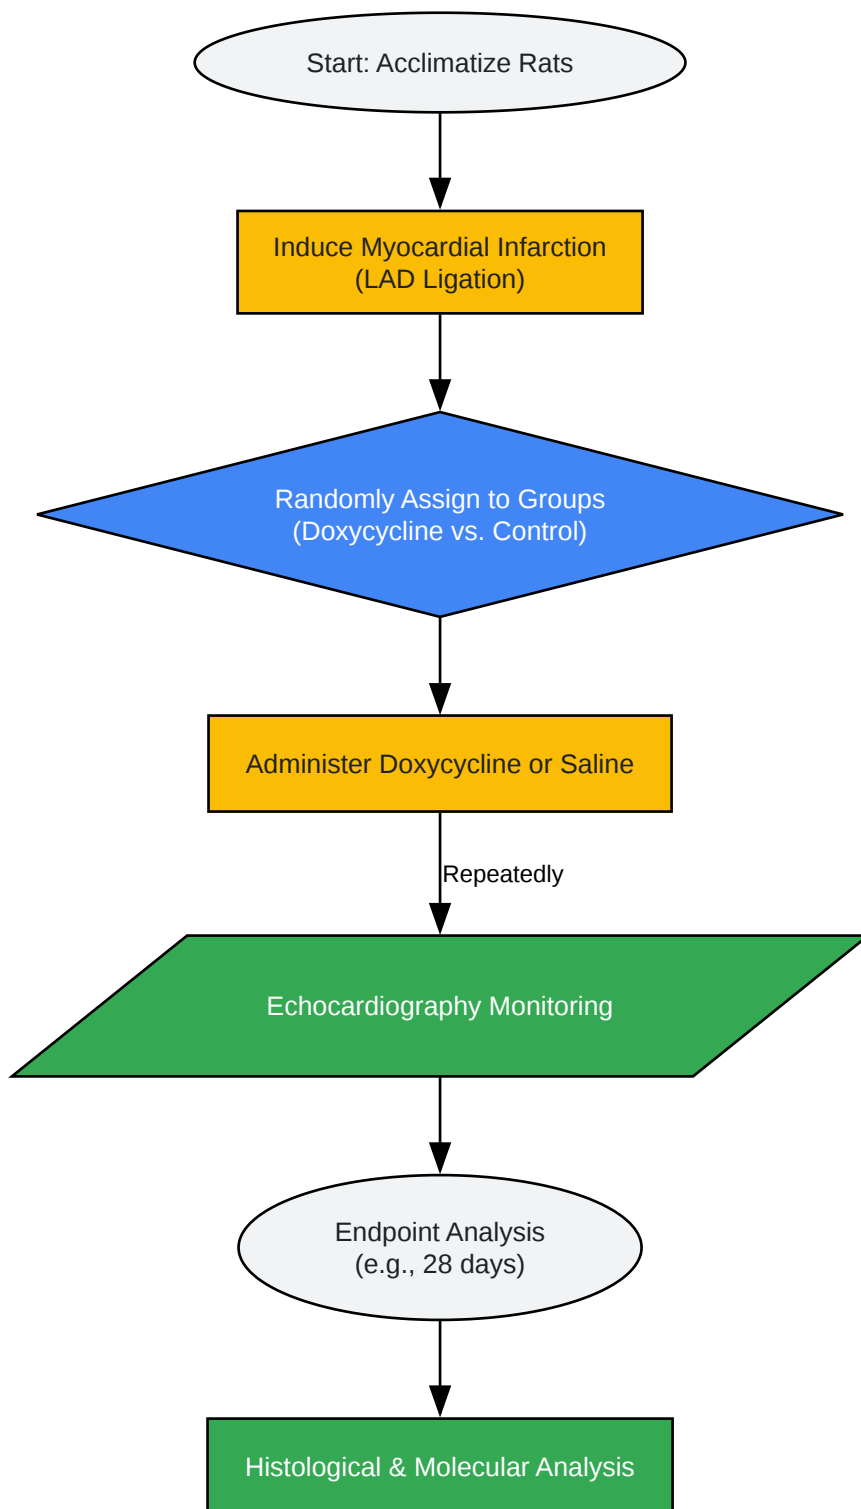 Start: Acclimatize Rats
Induce Myocardial Infarction
(LAD Ligation)
Randomly Assign to Groups
(Doxycycline vs. Control)
Administer Doxycycline or Saline
Repeatedly
Echocardiography Monitoring
Endpoint Analysis
(e.g., 28 days)
Histological & Molecular Analysis